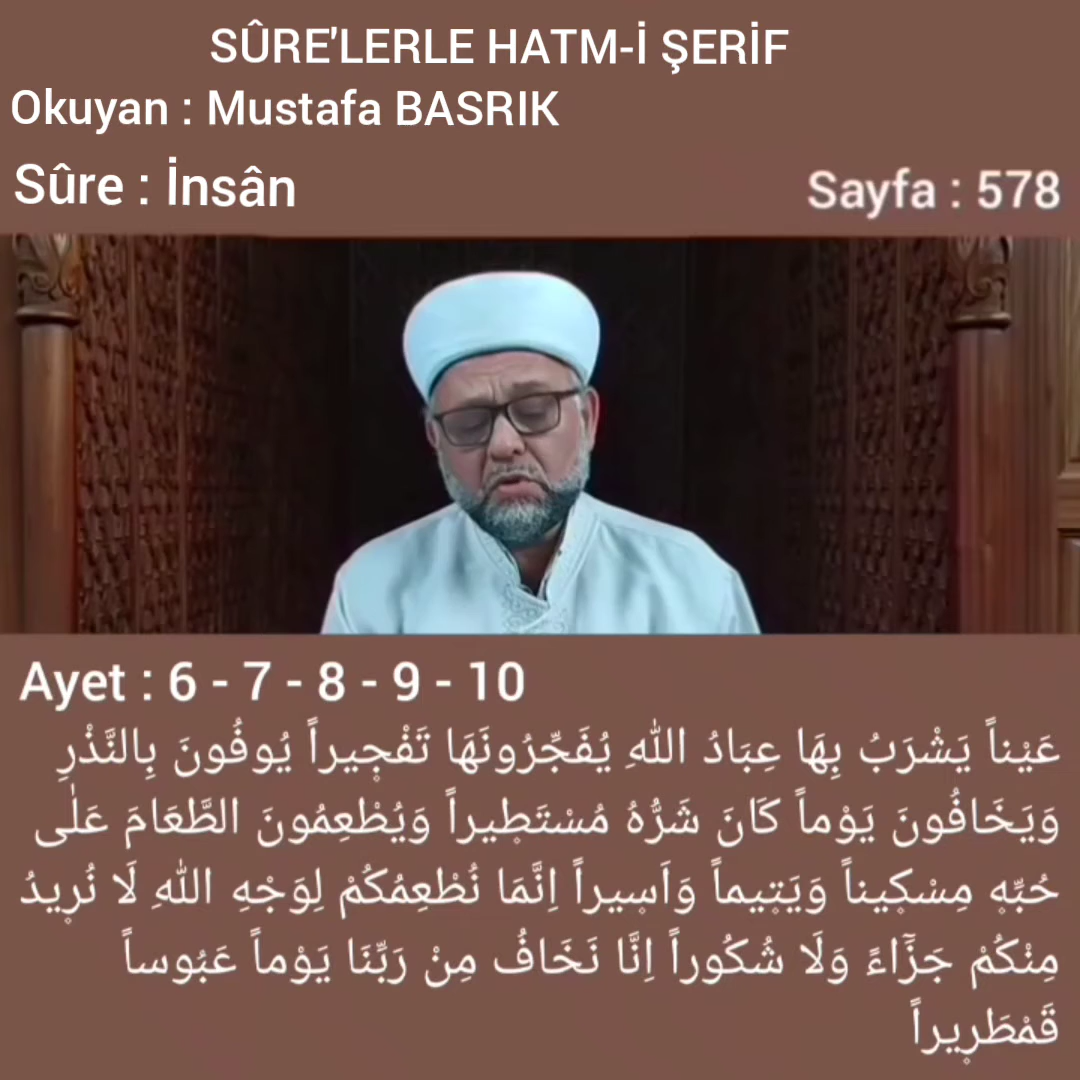 SÛRE'LERLE HATM-İ ŞERİF
Okuyan : Mustafa BASRIK
Sûre : İnsân
Sayfa : 578
Ayet : 6 - 7 - 8 - 9 - 10
عَيْناً يَشْرَبُ بِهَا عِبَادُ اللّٰهِ يُفَجِّرُونَهَا تَفْج۪يراً يُوفُونَ بِالنَّذْرِ
وَيَخَافُونَ يَوْماً كَانَ شَرُّهُ مُسْتَط۪يراً وَيُطْعِمُونَ الطَّعَامَ عَلٰى
حُبِّه۪ مِسْك۪يناً وَيَت۪يماً وَاَس۪يراً اِنَّمَا نُطْعِمُكُمْ لِوَجْهِ اللّٰهِ لَا نُر۪يدُ
مِنْكُمْ جَزَٓاءً وَلَا شُكُوراً اِنَّا نَخَافُ مِنْ رَبِّنَا يَوْماً عَبُوساً
قَمْطَر۪يراً